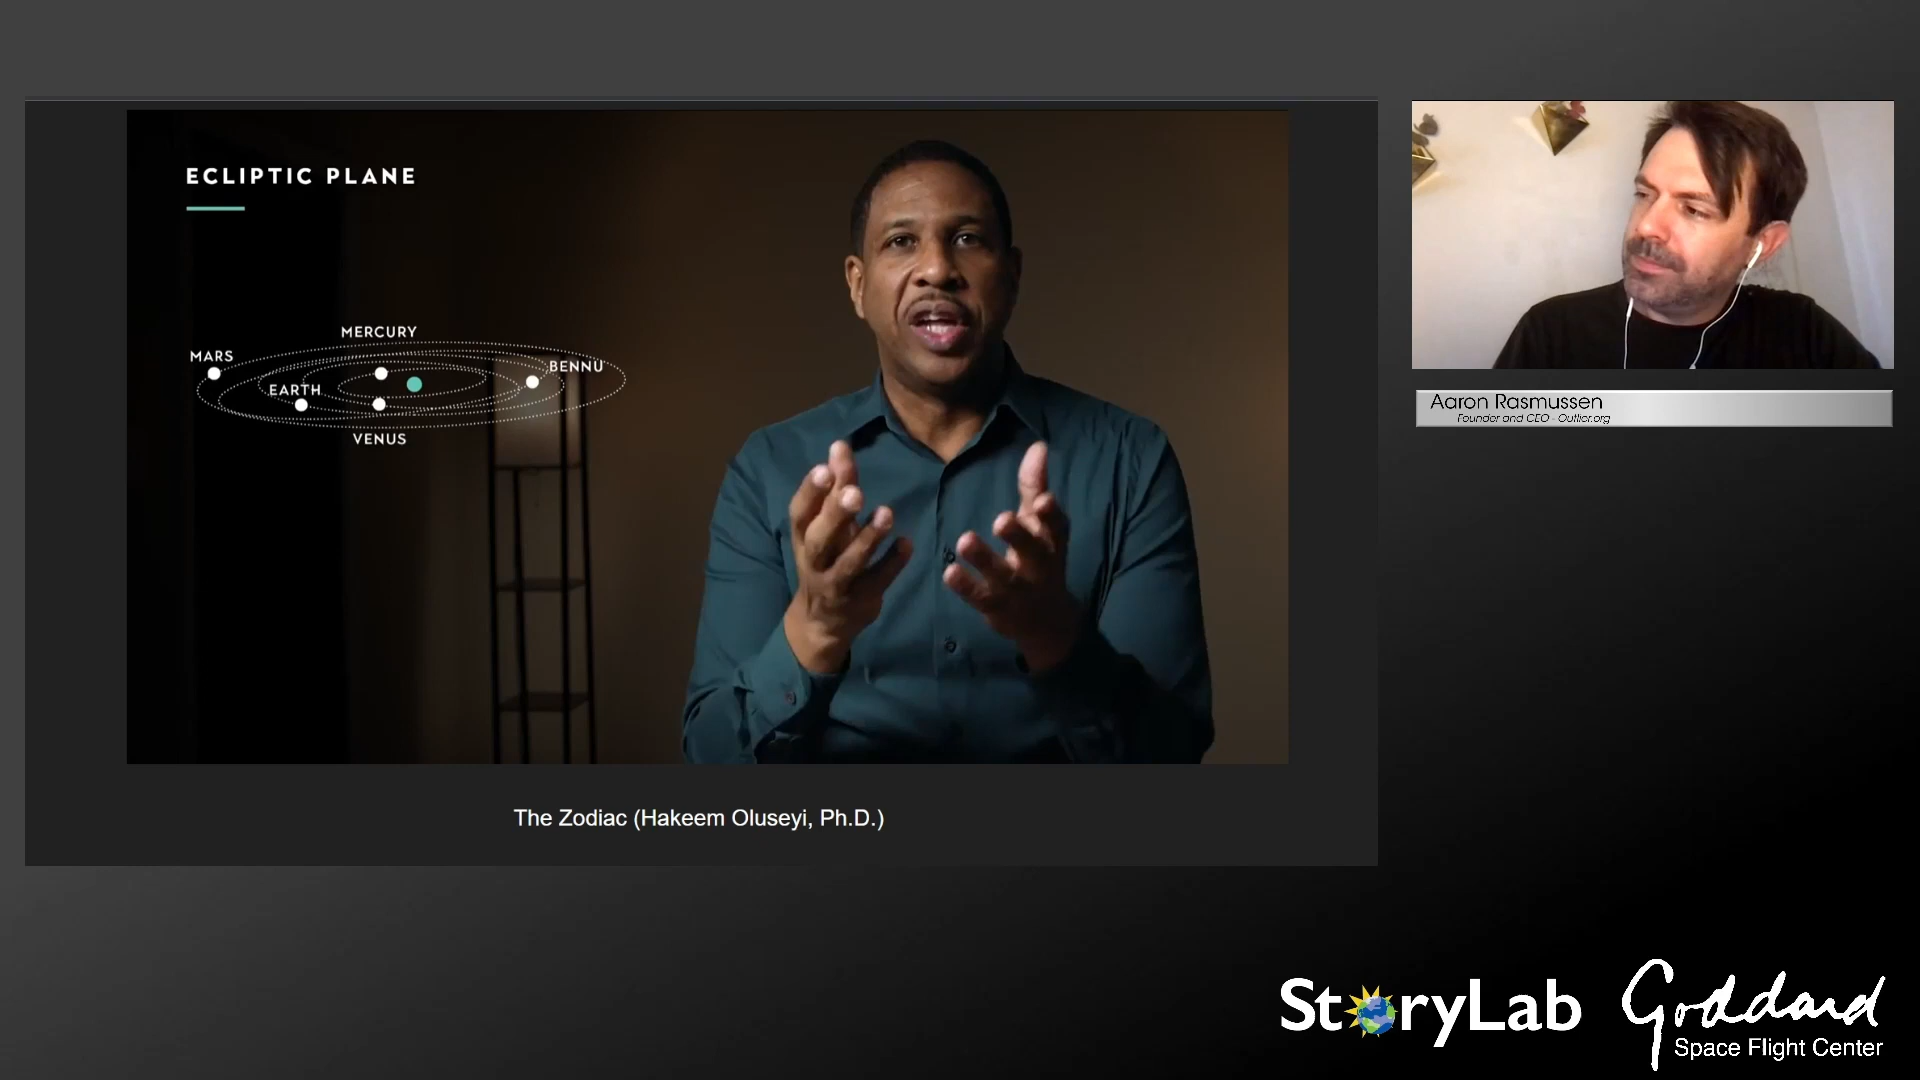 ECLIPTIC PLANE
MERCURY
MARS
BENNU
EARTH
VENUS
The Zodiac (Hakeem Oluseyi, Ph.D.)
Aaron Rasmussen
Founder and CEO - Outlier.org
StoryLab
Goddard
Space Flight Center